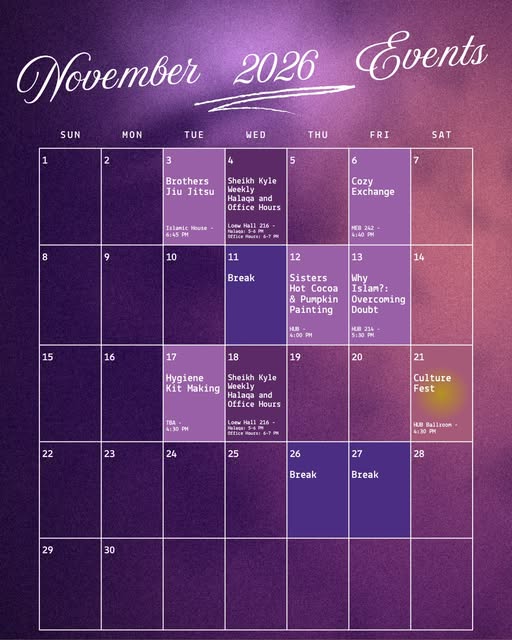 November 2026 Events
SUN MON TUE WED THU FRI SAT
1
2
3
Brothers
Jiu Jitsu
Islamic House -
6:45 PM
4
Sheikh Kyle
Weekly
Halaqa and
Office Hours
Loew Hall 216 -
Halaqa: 5-6 PM
Office Hours: 6-7 PM
5
6
Cozy
Exchange
MEB 242 -
4:40 PM
7
8
9
10
11
Break
12
Sisters
Hot Cocoa
& Pumpkin
Painting
HUB -
4:00 PM
13
Why
Islam?:
Overcoming
Doubt
HUB 214 -
5:30 PM
14
15
16
17
Hygiene
Kit Making
TBA -
4:30 PM
18
Sheikh Kyle
Weekly
Halaqa and
Office Hours
Loew Hall 216 -
Halaqa: 5-6 PM
Office Hours: 6-7 PM
19
20
21
Culture
Fest
HUB Ballroom -
4:30 PM
22
23
24
25
26
Break
27
Break
28
29
30